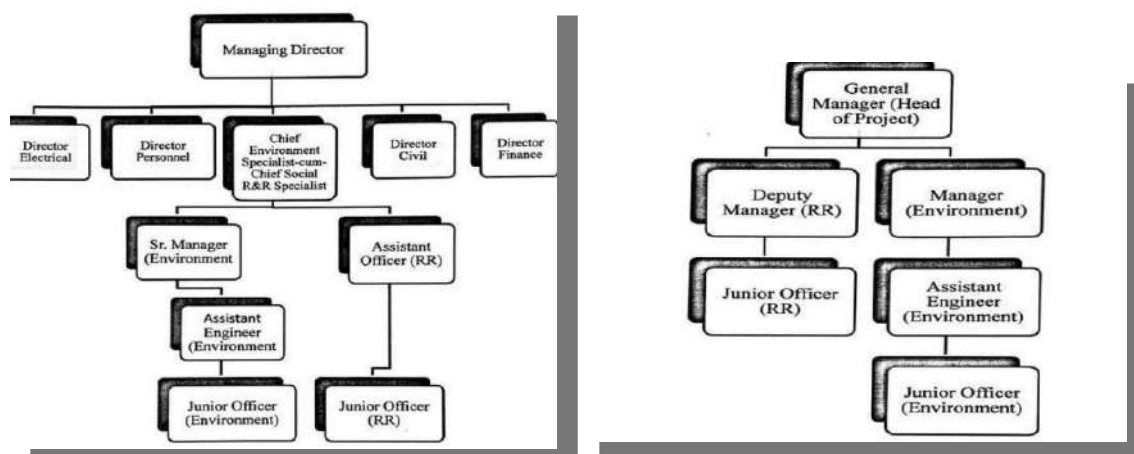 Managing Director
Director
Electrical
Director
Personnel
Chief
Environment
Specialist-cum-
Chief Social
R&R Specialist
Director
Civil
Director
Finance
Sr. Manager
(Environment
Assistant
Officer (RR)
Assistant
Engineer
(Environment
Junior Officer
(Environment)
Junior Officer
(RR)
General
Manager (Head
of Project)
Deputy
Manager (RR)
Manager
(Environment)
Junior Officer
(RR)
Assistant
Engineer
(Environment)
Junior Officer
(Environment)